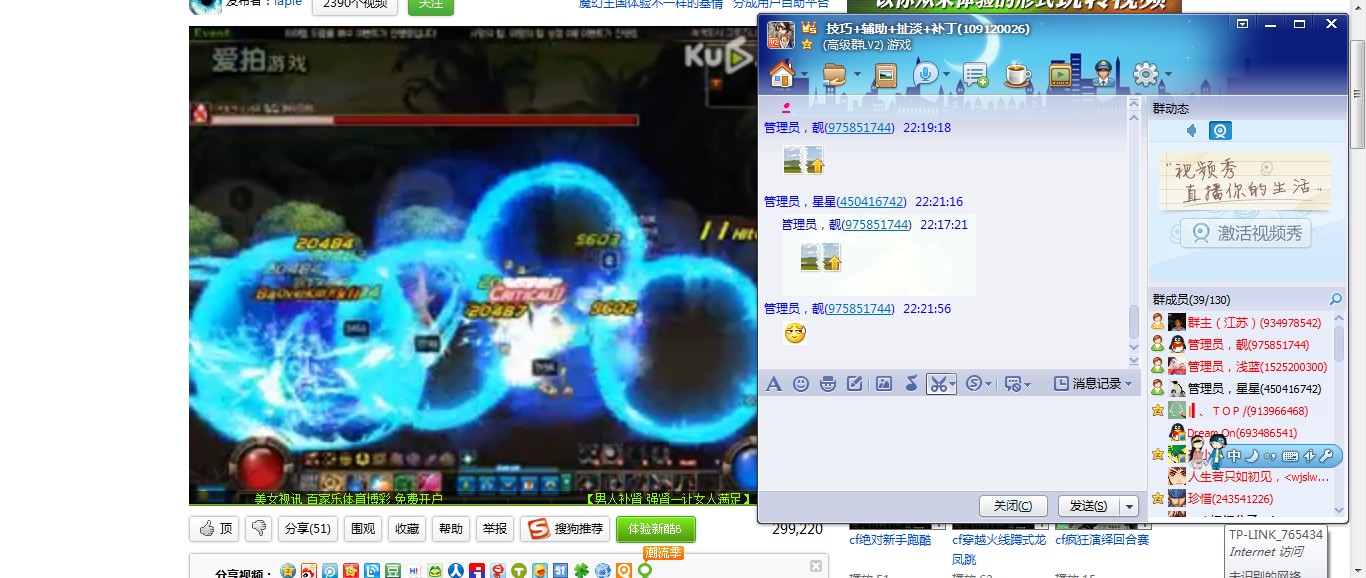 发布者：lapie
2390个视频
关注
魔幻王国体验不一样的基情
分成用户自助平台
Event
爱拍游戏
Ku6
20484
5603
11 Hit
CRITICAL!!
20487
5602
美女视讯 百家乐体育博彩 免费开户
【男人补肾 强肾—让女人满足】
顶
分享(51)
围观
收藏
帮助
举报
搜狗推荐
体验新酷6
299,220
潮流季
分享视频：
技巧+辅助+扯淡+补丁(109120026)
(高级群LV2) 游戏
管理员，靓(975851744) 22:19:18
管理员，星星(450416742) 22:21:16
管理员，靓(975851744) 22:17:21
管理员，靓(975851744) 22:21:56
消息记录
关闭(C)
发送(S)
群动态
"视频秀
直播你的生活
激活视频秀
群成员(39/130)
群主（江苏）(934978542)
管理员，靓(975851744)
管理员，浅蓝(1525200300)
管理员，星星(450416742)
、ＴＯＰ/(913966468)
Dream On(693486541)
中
人生若只如初见，<wjslw...
珍惜(243541226)
cf绝对新手跑酷
cf穿越火线蹲式龙
凤跳
cf疯狂演绎回合赛
TP-LINK_765434
Internet 访问
未识别的网络